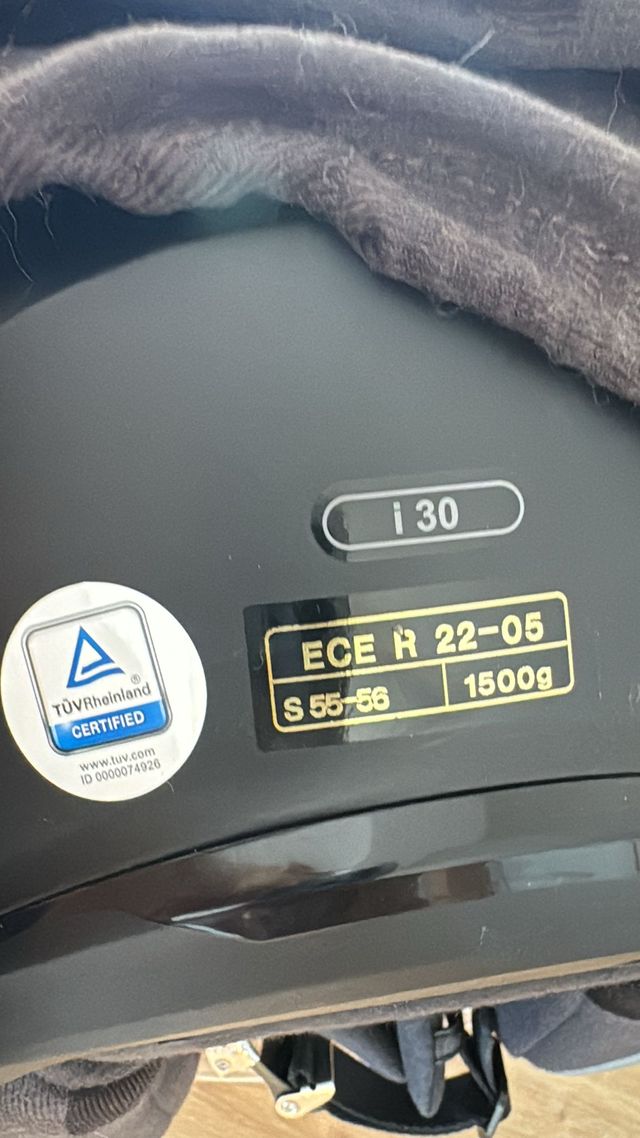 i 30
ECE R 22-05
S 55-56
1500g
TÜVRheinland®
CERTIFIED
www.tuv.com
ID 0000074926